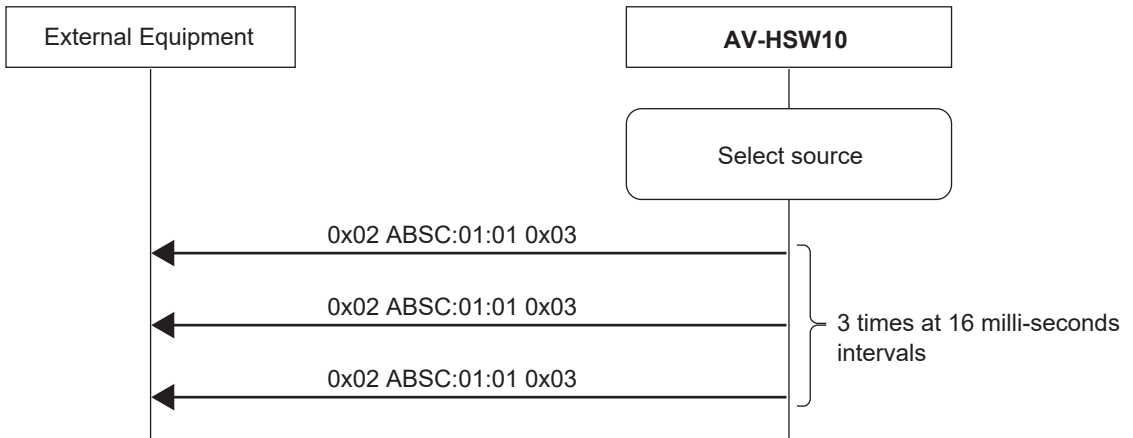 External Equipment
AV-HSW10
Select source
0x02 ABSC:01:01 0x03
0x02 ABSC:01:01 0x03
0x02 ABSC:01:01 0x03
3 times at 16 milli-seconds
intervals